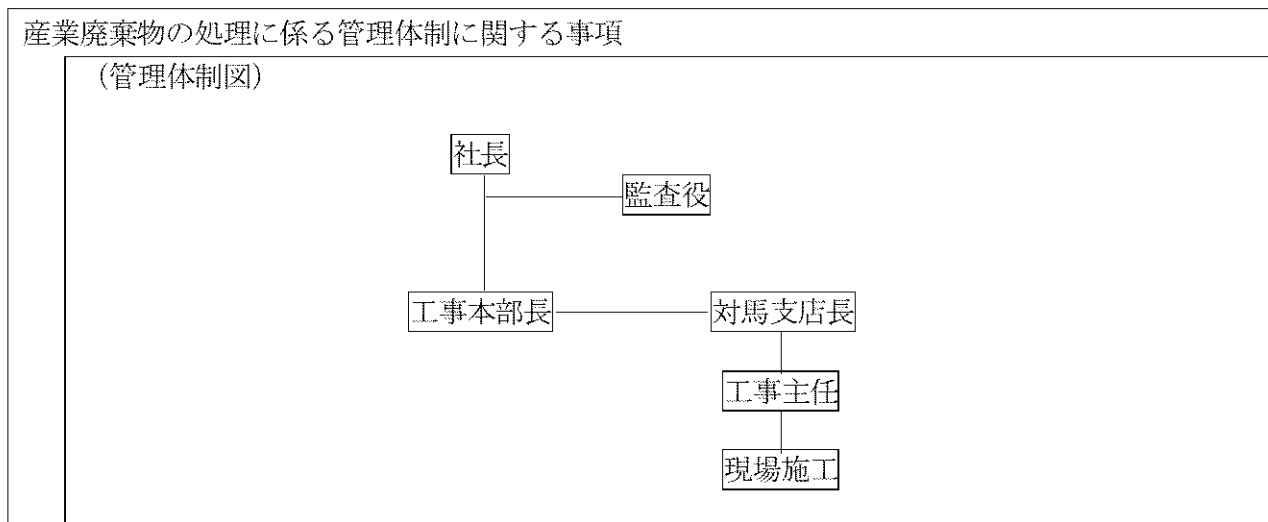 産業廃棄物の処理に係る管理体制に関する事項
（管理体制図）
社長
監査役
工事本部長
対馬支店長
工事主任
現場施工